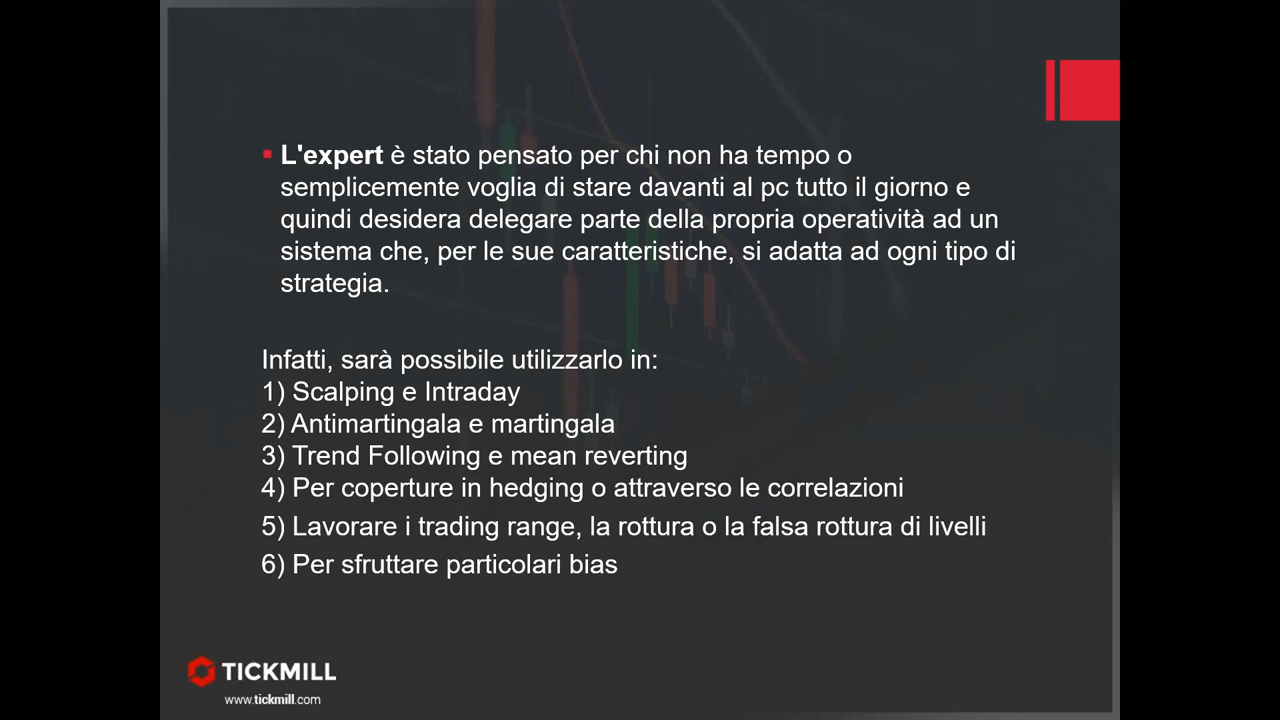 L'expert è stato pensato per chi non ha tempo o
semplicemente voglia di stare davanti al pc tutto il giorno e
quindi desidera delegare parte della propria operatività ad un
sistema che, per le sue caratteristiche, si adatta ad ogni tipo di
strategia.
Infatti, sarà possibile utilizzarlo in:
1) Scalping e Intraday
2) Antimartingala e martingala
3) Trend Following e mean reverting
4) Per coperture in hedging o attraverso le correlazioni
5) Lavorare i trading range, la rottura o la falsa rottura di livelli
6) Per sfruttare particolari bias
TICKMILL
www.tickmill.com